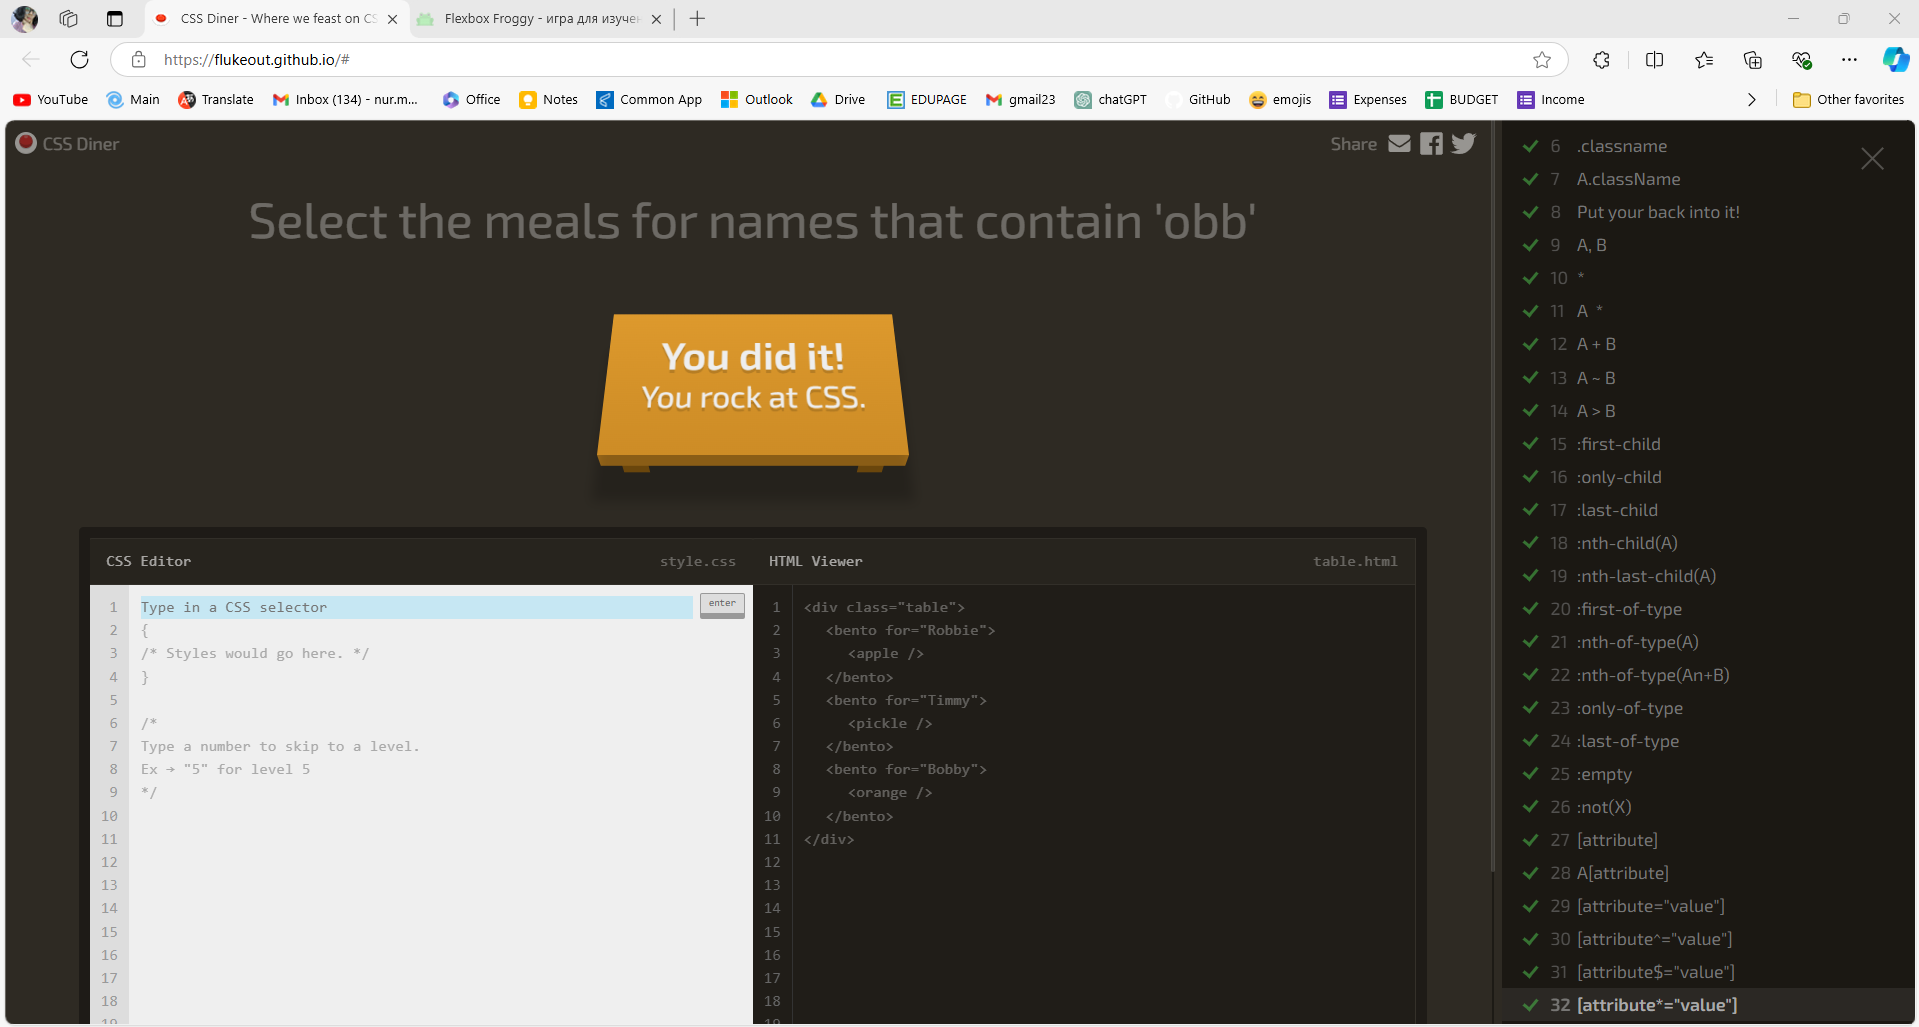 CSS Diner - Where we feast on CS
Flexbox Froggy - игра для изучен
https://flukeout.github.io/#
YouTube
Main
Translate
Inbox (134) - nur.m...
Office
Notes
Common App
Outlook
Drive
EDUPAGE
gmail23
chatGPT
GitHub
emojis
Expenses
BUDGET
Income
Other favorites
CSS Diner
Share
Select the meals for names that contain 'obb'
You did it!
You rock at CSS.
CSS Editor style.css
1 Type in a CSS selector enter
2 {
3 /* Styles would go here. */
4 }
5
6 /*
7 Type a number to skip to a level.
8 Ex → "5" for level 5
9 */
10
11
12
13
14
15
16
17
18
19
HTML Viewer table.html
1 <div class="table">
2 <bento for="Robbie">
3 <apple />
4 </bento>
5 <bento for="Timmy">
6 <pickle />
7 </bento>
8 <bento for="Bobby">
9 <orange />
10 </bento>
11 </div>
12
13
14
15
16
17
18
19
6 .classname
7 A.className
8 Put your back into it!
9 A, B
10 *
11 A *
12 A + B
13 A ~ B
14 A > B
15 :first-child
16 :only-child
17 :last-child
18 :nth-child(A)
19 :nth-last-child(A)
20 :first-of-type
21 :nth-of-type(A)
22 :nth-of-type(An+B)
23 :only-of-type
24 :last-of-type
25 :empty
26 :not(X)
27 [attribute]
28 A[attribute]
29 [attribute="value"]
30 [attribute^="value"]
31 [attribute$="value"]
32 [attribute*="value"]